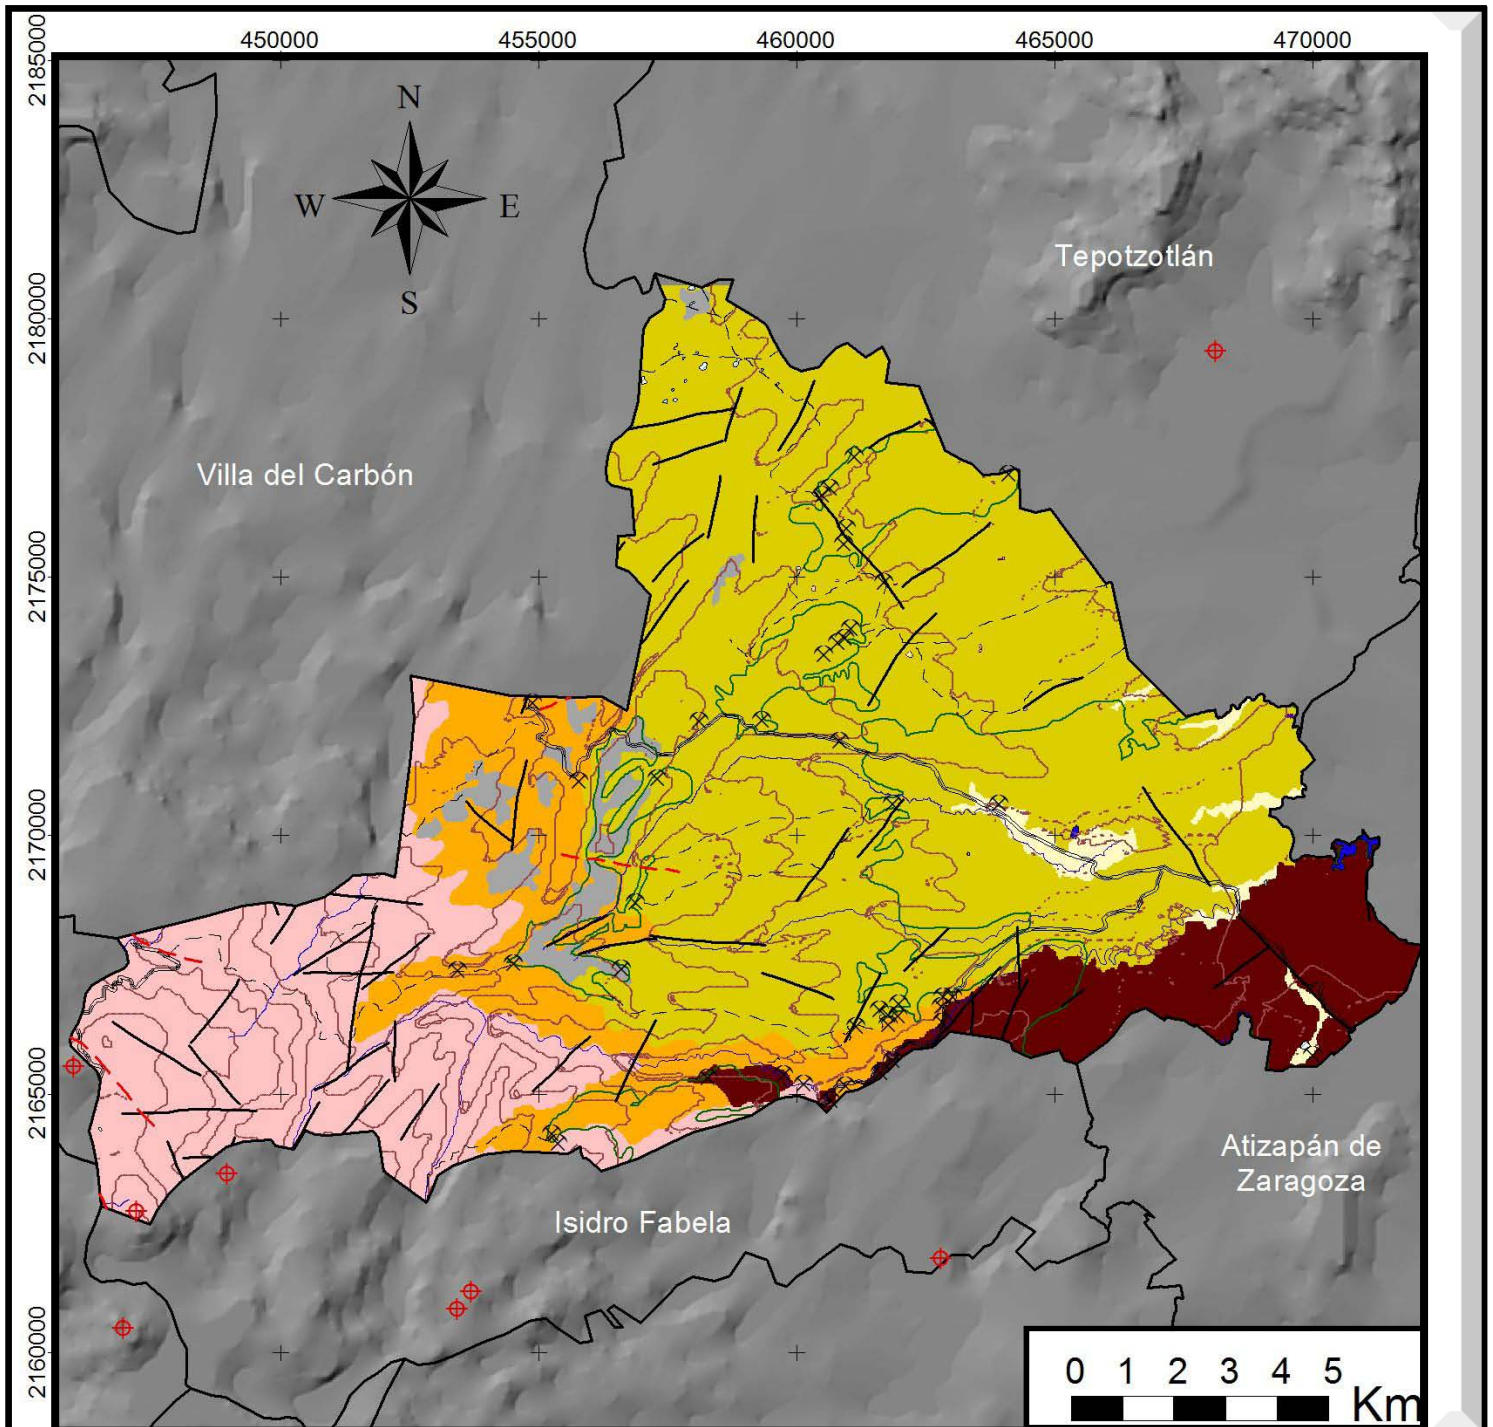 450000 455000 460000 465000 470000
2185000
N
W E
S
Tepotzotlán
2180000
Villa del Carbón
2175000
2170000
2165000
Atizapán de
Zaragoza
Isidro Fabela
2160000
0 1 2 3 4 5
Km